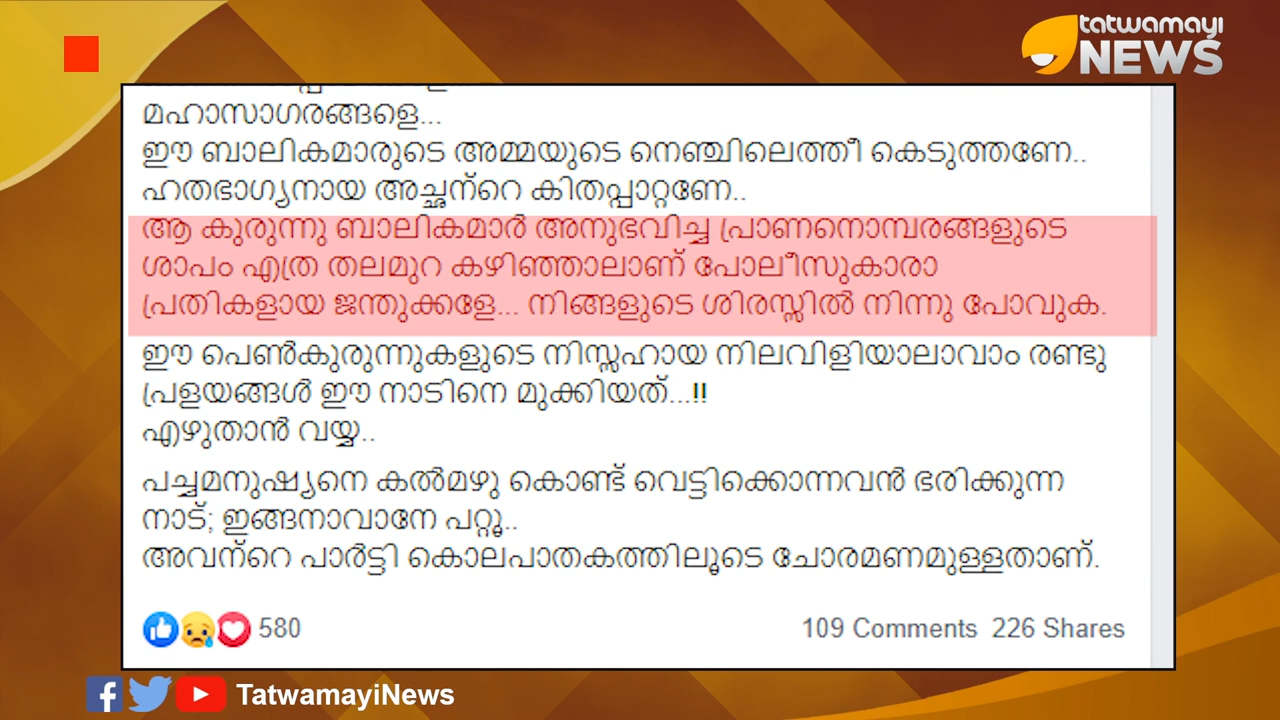 tatwamayi
NEWS
മഹാസാഗരങ്ങളെ...
ഈ ബാലികമാരുടെ അമ്മയുടെ നെഞ്ചിലെത്തീ കെടുത്തണേ..
ഹതഭാഗ്യനായ അച്ഛന്റെ കിതപ്പാറ്റണേ..
ആ കുരുന്നു ബാലികമാർ അനുഭവിച്ച പ്രാണനൊമ്പരങ്ങളുടെ
ശാപം എത്ര തലമുറ കഴിഞ്ഞാലാണ് പോലീസുകാരാ
പ്രതികളായ ജന്തുക്കളേ... നിങ്ങളുടെ ശിരസ്സിൽ നിന്നു പോവുക.
ഈ പെൺകുരുന്നുകളുടെ നിസ്സഹായ നിലവിളിയാലാവാം രണ്ടു
പ്രളയങ്ങൾ ഈ നാടിനെ മുക്കിയത്...!!
എഴുതാൻ വയ്യ..
പച്ചമനുഷ്യനെ കൽമഴു കൊണ്ട് വെട്ടിക്കൊന്നവൻ ഭരിക്കുന്ന
നാട്; ഇങ്ങനാവാനേ പറ്റൂ..
അവന്റെ പാർട്ടി കൊലപാതകത്തിലൂടെ ചോരമണമുള്ളതാണ്.
580
109 Comments 226 Shares
TatwamayiNews